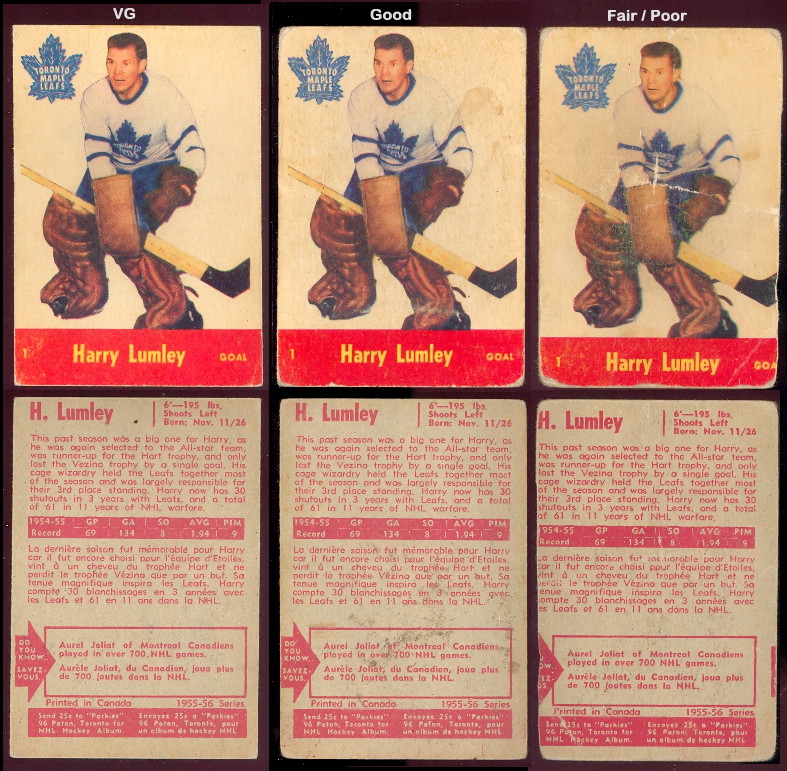 VG
Good
Fair / Poor
TORONTO
MAPLE
LEAFS
1 Harry Lumley GOAL
TORONTO
MAPLE
LEAFS
1 Harry Lumley GOAL
TORONTO
MAPLE
LEAFS
1 Harry Lumley GOA
H. Lumley
6'—195 lbs.
Shoots Left
Born: Nov. 11/26
This past season was a big one for Harry,
as he was again selected to the All-star team,
was runner-up for the Hart trophy, and only
lost the Vezina trophy by a single goal. His
cage wizardry held the Leafs together most
of the season and was largely responsible for
their 3rd place standing. Harry now has 30
shutouts in 3 years with Leafs, and a total
of 61 in 11 years of NHL warfare.
1954-55 GP GA SO AVG PIM
Record 69 134 8 1.94 9
La dernière saison fut mémorable pour Harry
car il fut encore choisi pour l'équipe d'Etoiles,
vint à un cheveu du trophée Hart et ne
perdit le trophée Vézina que par un but. Sa
tenue magnifique inspira les Leafs. Harry
compte 30 blanchissages en 3 années avec
les Leafs et 61 en 11 ans dans la NHL.
DO
YOU
KNOW..
SAVEZ-
VOUS.
Aurel Joliat of Montreal Canadiens
played in over 700 NHL games.
Aurèle Joliat, du Canadien, joua plus
de 700 joutes dans la NHL.
Printed in Canada 1955-56 Series
Send 25c to "Parkies"
96 Paton, Toronto for
NHL Hockey Album.
Envoyez 25c a "Parkies"
96 Paton, Toronto, pour
un album de hockey NHL
H. Lumley
6'—195 lbs.
Shoots Left
Born: Nov. 11/26
This past season was a big one for Harry,
as he was again selected to the All-star team,
was runner-up for the Hart trophy, and only
lost the Vezina trophy by a single goal. His
cage wizardry held the Leafs together most
of the season and was largely responsible for
their 3rd place standing. Harry now has 30
shutouts in 3 years with Leafs, and a total
of 61 in 11 years of NHL warfare.
1954-55 GP GA SO AVG PIM
Record 69 134 8 1.94 9
La dernière saison fut mémorable pour Harry
car il fut encore choisi pour l'équipe d'Etoiles,
vint à un cheveu du trophée Hart et ne
perdit le trophée Vézina que par un but. Sa
tenue magnifique inspira les Leafs. Harry
compte 30 blanchissages en 3 années avec
les Leafs et 61 en 11 ans dans la NHL.
DO
YOU
KNOW..
SAVEZ-
VOUS.
Aurel Joliat of Montreal Canadiens
played in over 700 NHL games.
Aurèle Joliat, du Canadien, joua plus
de 700 joutes dans la NHL.
Printed in Canada 1955-56 Series
Send 25c to "Parkies"
96 Paton, Toronto for
NHL Hockey Album.
Envoyez 25c a "Parkies"
96 Paton, Toronto, pour
un album de hockey NHL
H. Lumley
6'—195 lbs.
Shoots Left
Born: Nov. 11/26
This past season was a big one for Harry,
as he was again selected to the All-star team,
was runner-up for the Hart trophy, and only
lost the Vezina trophy by a single goal. His
cage wizardry held the Leafs together most
of the season and was largely responsible for
their 3rd place standing. Harry now has 30
shutouts in 3 years with Leafs, and a total
of 61 in 11 years of NHL warfare.
1954-55 GP GA SO AVG PIM
Record 69 134 8 1.94 9
La dernière saison fut mémorable pour Harry
car il fut encore choisi pour l'équipe d'Etoiles,
vint à un cheveu du trophée Hart et ne
perdit le trophée Vézina que par un but. Sa
tenue magnifique inspira les Leafs. Harry
compte 30 blanchissages en 3 années avec
les Leafs et 61 en 11 ans dans la NHL.
Aurel Joliat of Montreal Canadiens
played in over 700 NHL games.
Aurèle Joliat, du Canadien, joua plus
de 700 joutes dans la NHL.
Printed in Canada 1955-56 Series
Send 25c to "Parkies"
96 Paton, Toronto for
NHL Hockey Album.
Envoyez 25c a "Parkies"
96 Paton, Toronto, pour
un album de hockey NHL